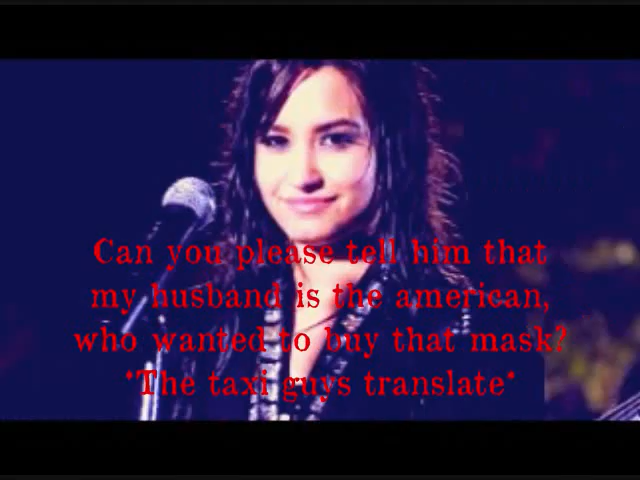 Can you please tell him that
my husband is the american,
who wanted to buy that mask?
*The taxi guys translate*